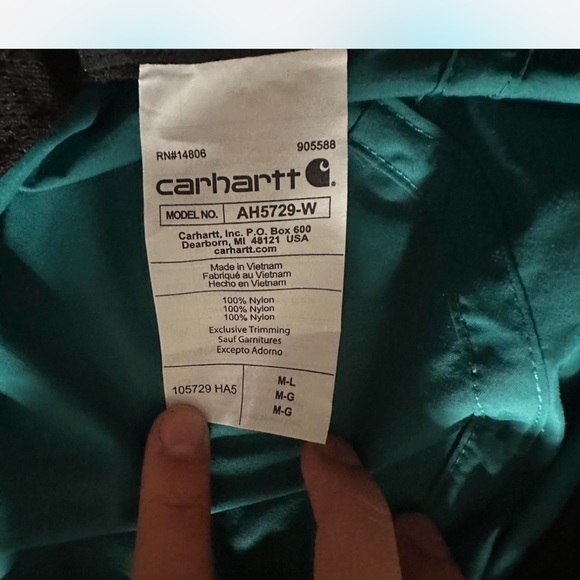 RN#14806 905588
carhartt
MODEL NO. AH5729-W
Carhartt, Inc. P.O. Box 600
Dearborn, MI 48121 USA
carhartt.com
Made in Vietnam
Fabriqué au Vietnam
Hecho en Vietnam
100% Nylon
100% Nylon
100% Nylon
Exclusive Trimming
Sauf Garnitures
Excepto Adorno
105729 HA5
M-L
M-G
M-G